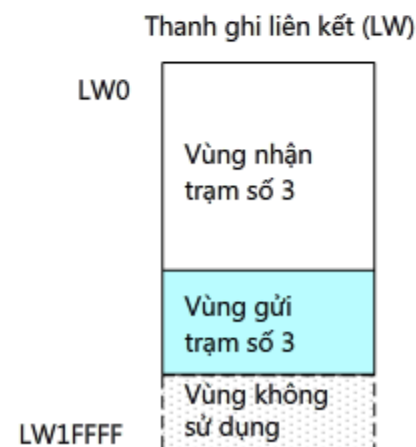 Thanh ghi liên kết (LW)
LW0
Vùng nhận
trạm số 3
Vùng gửi
trạm số 3
Vùng không
sử dụng
LW1FFFF